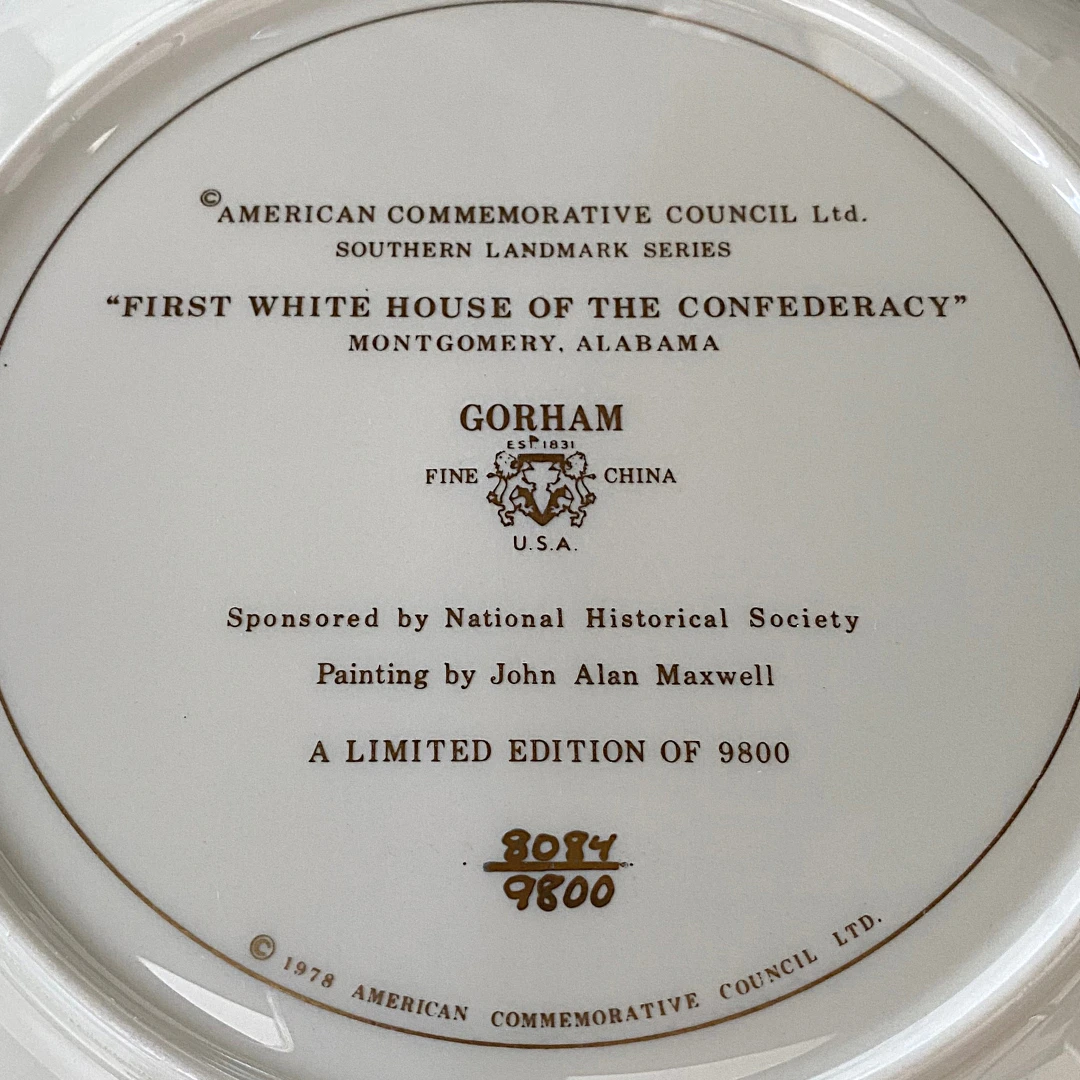 ©AMERICAN COMMEMORATIVE COUNCIL Ltd.
SOUTHERN LANDMARK SERIES
“FIRST WHITE HOUSE OF THE CONFEDERACY”
MONTGOMERY, ALABAMA
GORHAM
EST 1831
FINE CHINA
U.S.A.
Sponsored by National Historical Society
Painting by John Alan Maxwell
A LIMITED EDITION OF 9800
8084
9800
© 1978 AMERICAN COMMEMORATIVE COUNCIL LTD.